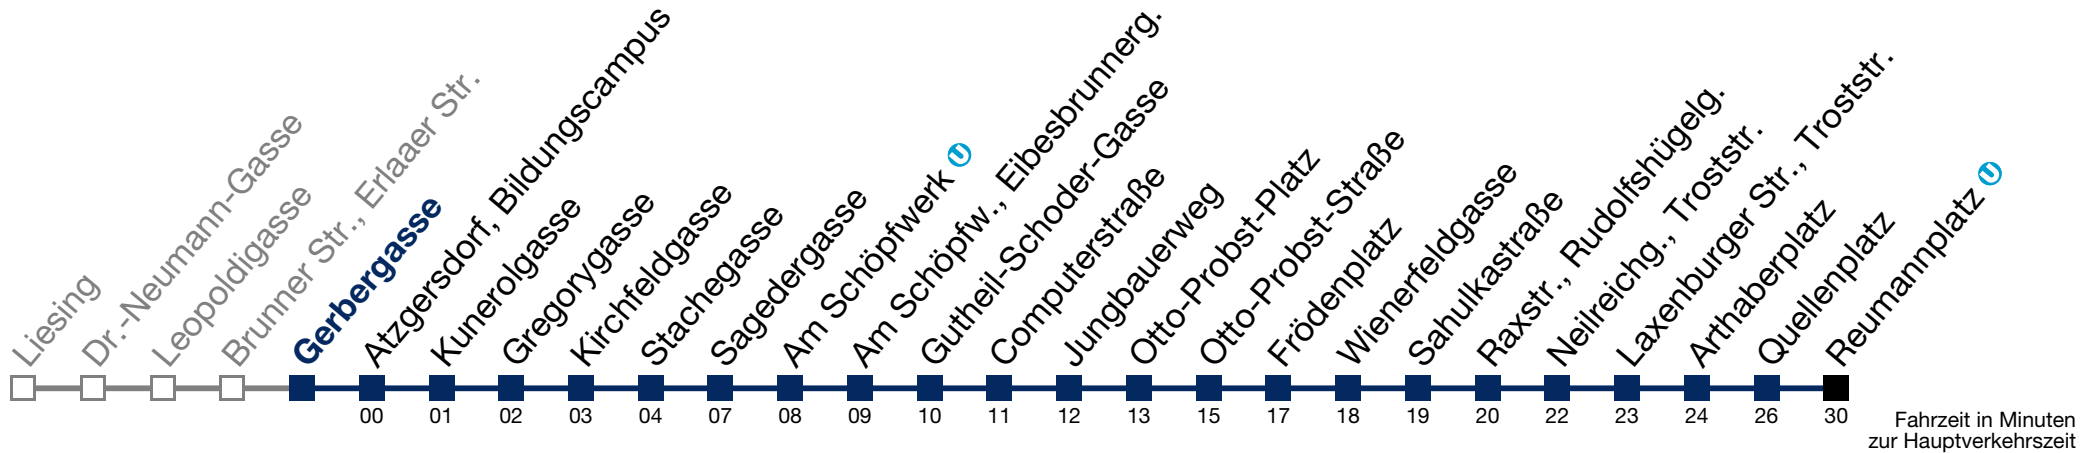 Liesing
Dr.-Neumann-Gasse
Leopoldigasse
Brunner Str., Erlaaer Str.
Gerbergasse
Atzgersdorf, Bildungscampus
Kunerolgasse
Gregorygasse
Kirchfeldgasse
Stachegasse
Sagedergasse
Am Schöpfwerk U
Am Schöpfw., Eibesbrunnerg.
Gutheil-Schoder-Gasse
Computerstraße
Jungbauerweg
Otto-Probst-Platz
Otto-Probst-Straße
Frödenplatz
Wienerfeldgasse
Sahulkastraße
Raxstr., Rudolfshügelg.
Neilreichg., Troststr.
Laxenburger Str., Troststr.
Arthaberplatz
Quellenplatz
Reumannplatz U
00 01 02 03 04 07 08 09 10 11 12 13 15 17 18 19 20 22 23 24 26 30
Fahrzeit in Minuten
zur Hauptverkehrszeit